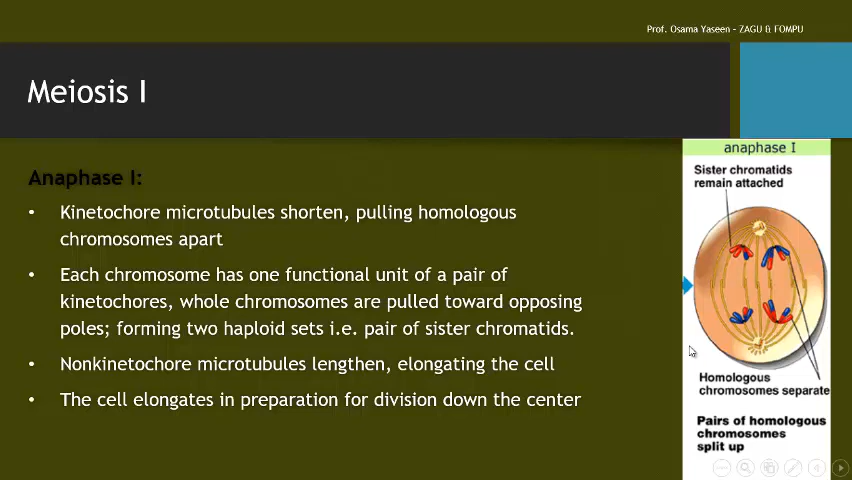 Prof. Osama Yaseen – ZAGU & FOMPU
Meiosis I
Anaphase I:
• Kinetochore microtubules shorten, pulling homologous
chromosomes apart
• Each chromosome has one functional unit of a pair of
kinetochores, whole chromosomes are pulled toward opposing
poles; forming two haploid sets i.e. pair of sister chromatids.
• Nonkinetochore microtubules lengthen, elongating the cell
• The cell elongates in preparation for division down the center
anaphase I
Sister chromatids
remain attached
Homologous
chromosomes separate
Pairs of homologous
chromosomes
split up